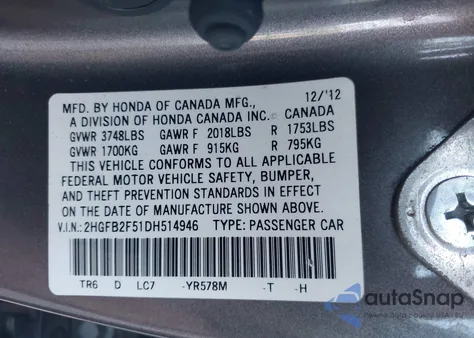 MFD. BY HONDA OF CANADA MFG., 12/12
A DIVISION OF HONDA CANADA INC. CANADA
GVWR 3748LBS GAWR F 2018LBS R 1753LBS
GVWR 1700KG GAWR F 915KG R 795KG
THIS VEHICLE CONFORMS TO ALL APPLICABLE
FEDERAL MOTOR VEHICLE SAFETY, BUMPER,
AND THEFT PREVENTION STANDARDS IN EFFECT
ON THE DATE OF MANUFACTURE SHOWN ABOVE.
V.I.N.: 2HGFB2F51DH514946 TYPE: PASSENGER CAR
TR6 D LC7 -YR578M -T -H
autoSnap